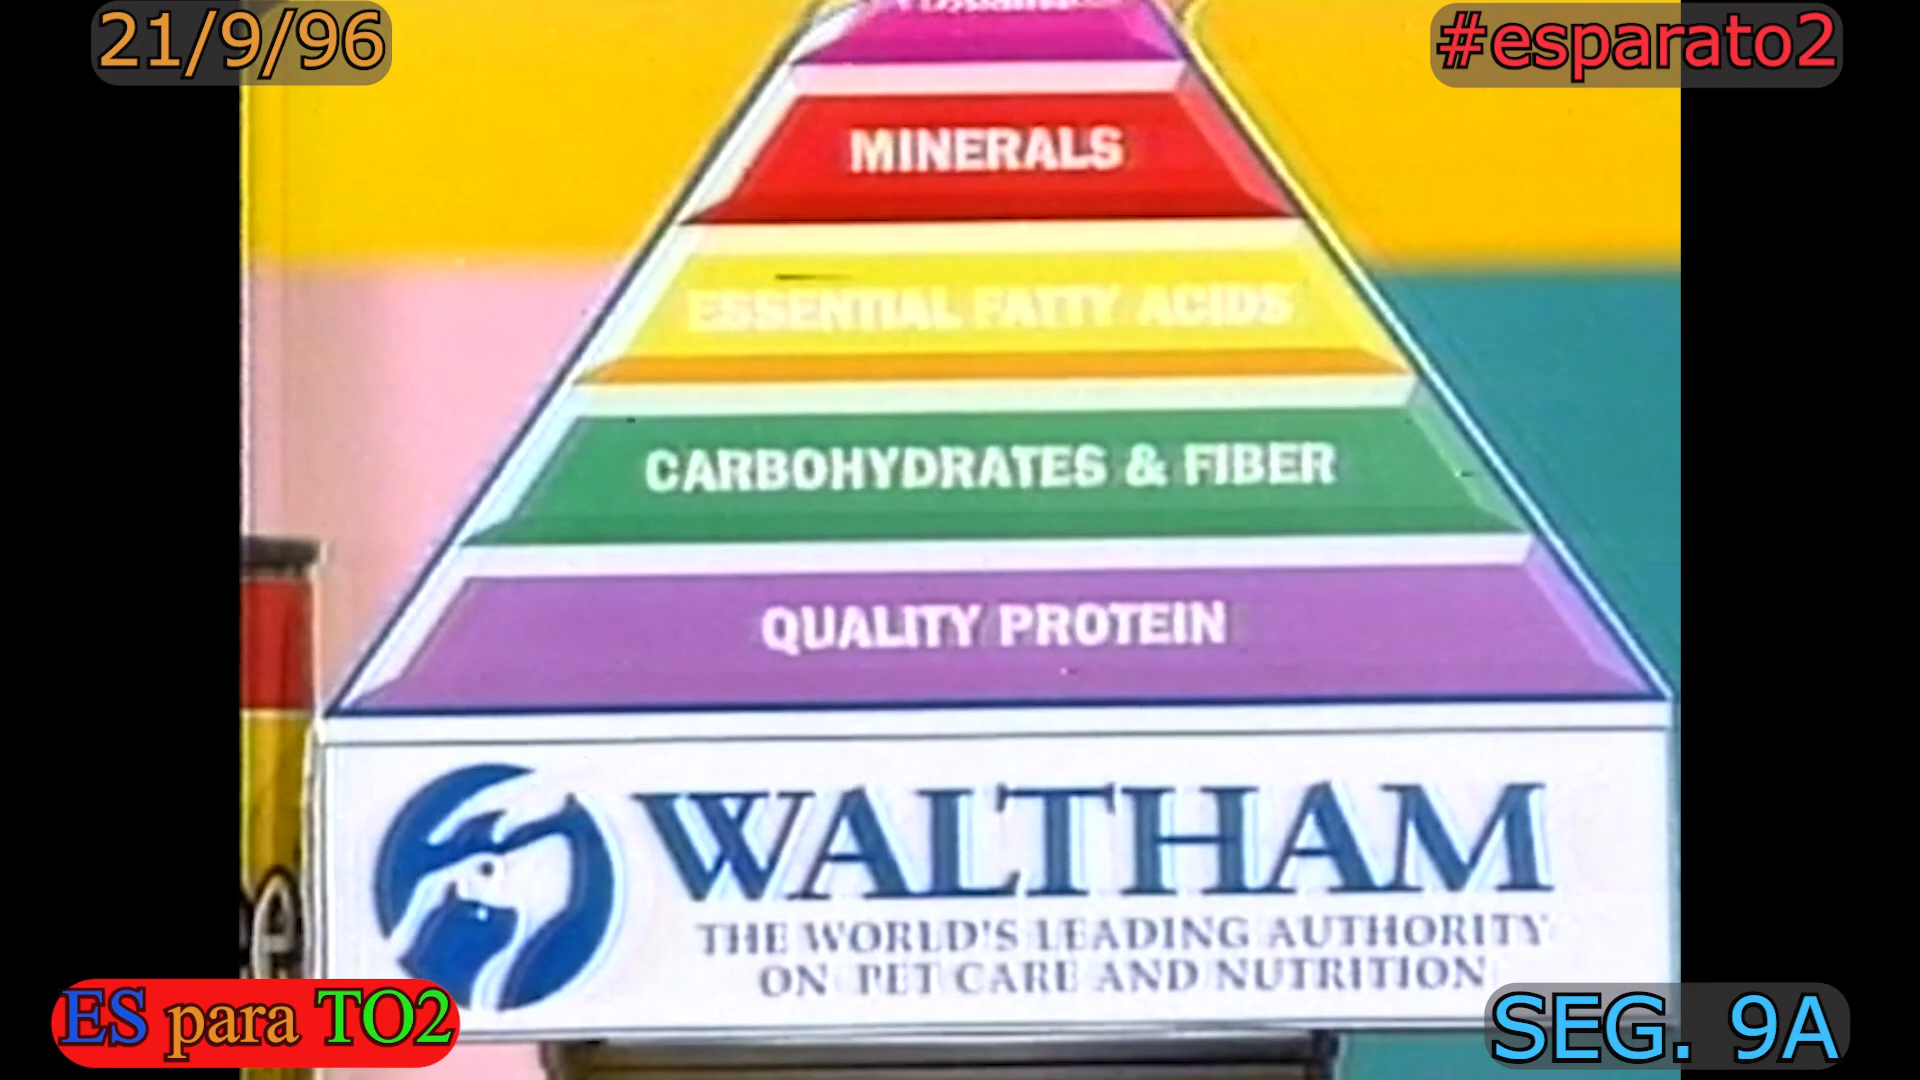 21/9/96
#esparato2
MINERALS
ESSENTIAL FATTY ACIDS
CARBOHYDRATES & FIBER
QUALITY PROTEIN
WALTHAM
THE WORLD'S LEADING AUTHORITY
ON PET CARE AND NUTRITION
ES para TO2
SEG. 9A